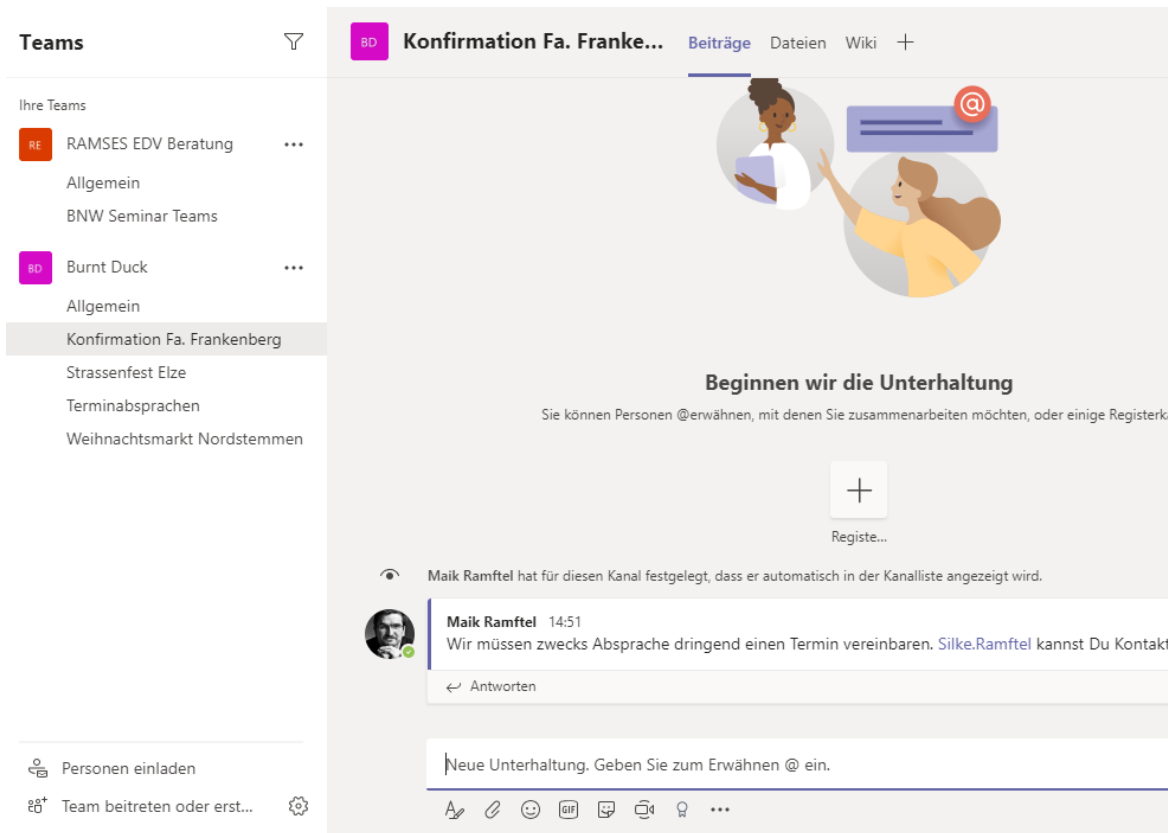 Teams
Ihre Teams
RE RAMSES EDV Beratung
Allgemein
BNW Seminar Teams
BD Burnt Duck
Allgemein
Konfirmation Fa. Frankenberg
Strassenfest Elze
Terminabsprachen
Weihnachtsmarkt Nordstemmen
Personen einladen
Team beitreten oder erst...
BD Konfirmation Fa. Franke... Beiträge Dateien Wiki
@
Beginnen wir die Unterhaltung
Sie können Personen @erwähnen, mit denen Sie zusammenarbeiten möchten, oder einige Registerka
Registe...
Maik Ramftel hat für diesen Kanal festgelegt, dass er automatisch in der Kanalliste angezeigt wird.
Maik Ramftel 14:51
Wir müssen zwecks Absprache dringend einen Termin vereinbaren. Silke.Ramftel kannst Du Kontakt
Antworten
Neue Unterhaltung. Geben Sie zum Erwähnen @ ein.
GIF